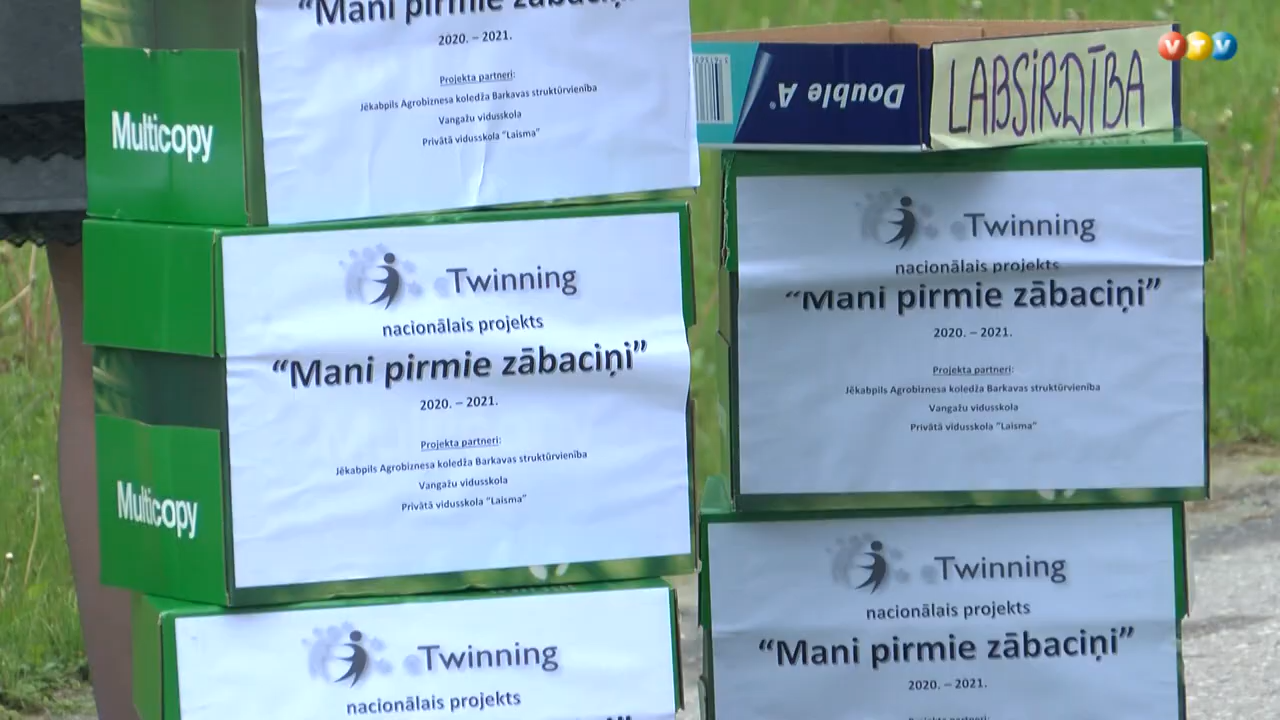 “Mani pirmie zābaciņi”
2020. – 2021.
Projekta partneri:
Jēkabpils Agrobiznesa koledža Barkavas struktūrvienība
Vangažu vidusskola
Privātā vidusskola “Laisma”
Multicopy
Twinning
nacionālais projekts
“Mani pirmie zābaciņi”
2020. – 2021.
Projekta partneri:
Jēkabpils Agrobiznesa koledža Barkavas struktūrvienība
Vangažu vidusskola
Privātā vidusskola “Laisma”
Multicopy
Twinning
nacionālais projekts
Double A
LABSIRDĪBA
VTV
Twinning
nacionālais projekts
“Mani pirmie zābaciņi”
2020. – 2021.
Projekta partneri:
Jēkabpils Agrobiznesa koledža Barkavas struktūrvienība
Vangažu vidusskola
Privātā vidusskola “Laisma”
Twinning
nacionālais projekts
“Mani pirmie zābaciņi”
2020. – 2021.